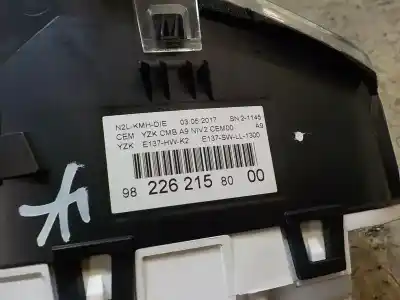 N2L-KMH-DIE 03.05.2017 SN 2-1145
CEM YZK CMB A9 NIV2 CEM00 A9
YZK E137-HW-K2 E137-SW-LL-1300
98 226 215 80 00